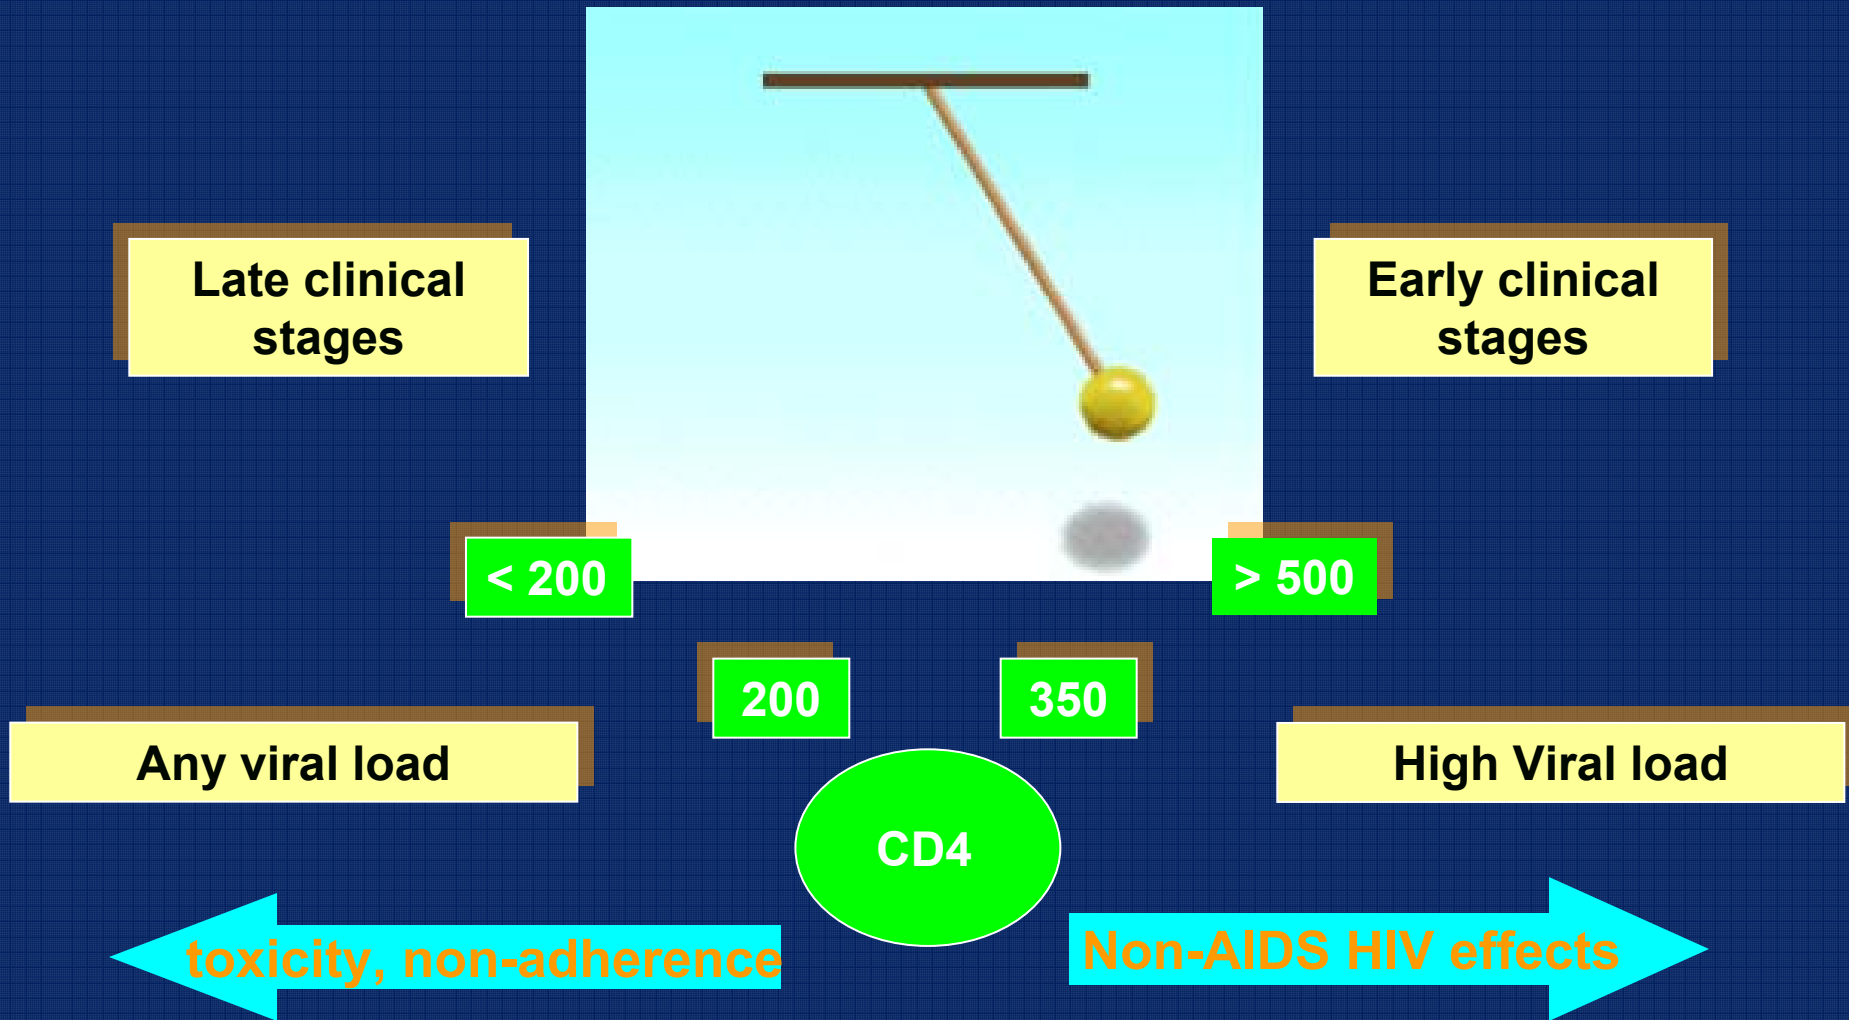 Late clinical
stages
Early clinical
stages
< 200
> 500
200
350
Any viral load
High Viral load
CD4
toxicity, non-adherence
Non-AIDS HIV effects